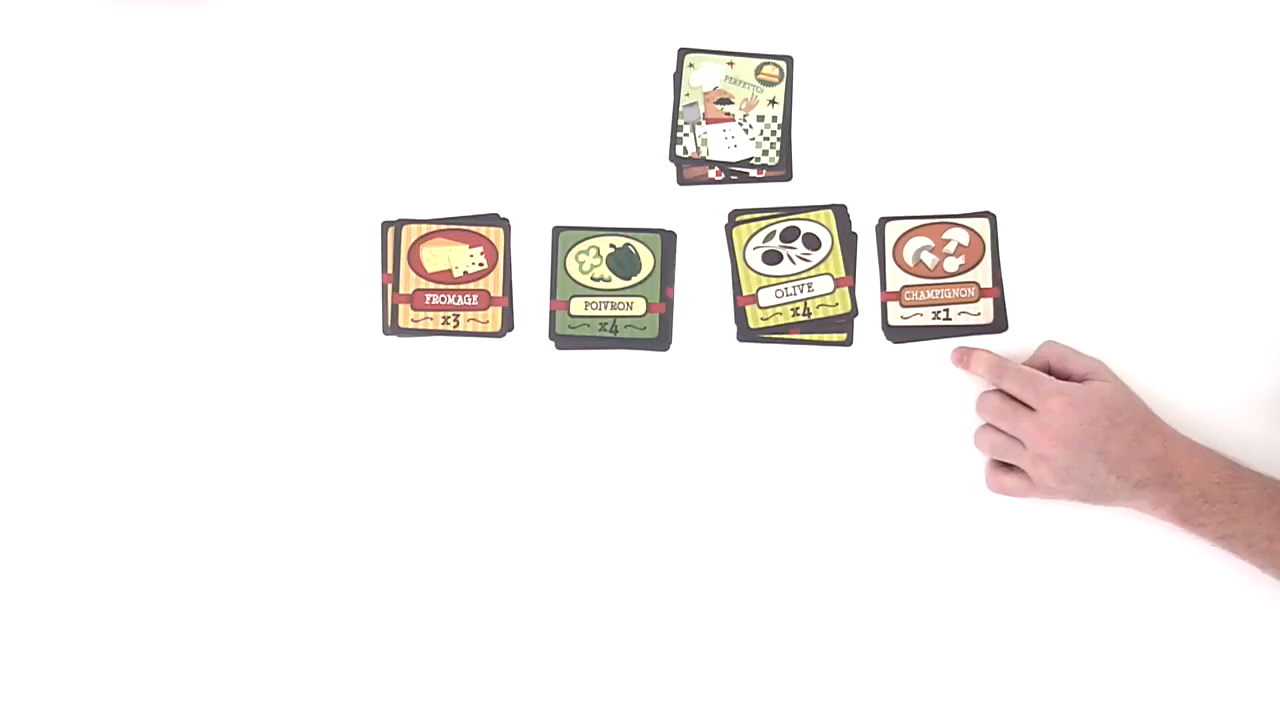 PERFETTO!
FROMAGE
x3
POIVRON
x4
OLIVE
x4
CHAMPIGNON
x1